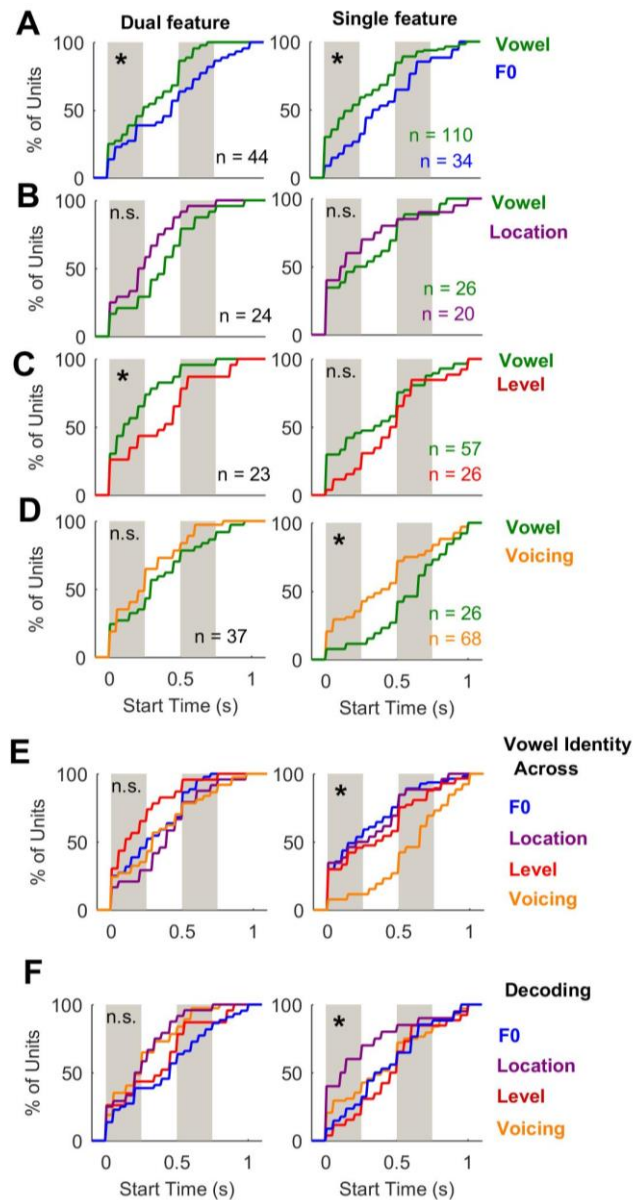 Dual feature
Single feature
A
100
50
0
% of Units
*
n = 44
*
n = 110
n = 34
Vowel
F0
B
100
50
0
% of Units
n.s.
n = 24
n.s.
n = 26
n = 20
Vowel
Location
C
100
50
0
% of Units
*
n = 23
n.s.
n = 57
n = 26
Vowel
Level
D
100
50
0
% of Units
n.s.
n = 37
*
n = 26
n = 68
Vowel
Voicing
0 0.5 1
0 0.5 1
Start Time (s)
Start Time (s)
E
100
50
0
% of Units
n.s.
*
0 0.5 1
0 0.5 1
Vowel Identity
Across
F0
Location
Level
Voicing
F
100
50
0
% of Units
n.s.
*
0 0.5 1
0 0.5 1
Start Time (s)
Start Time (s)
Decoding
F0
Location
Level
Voicing